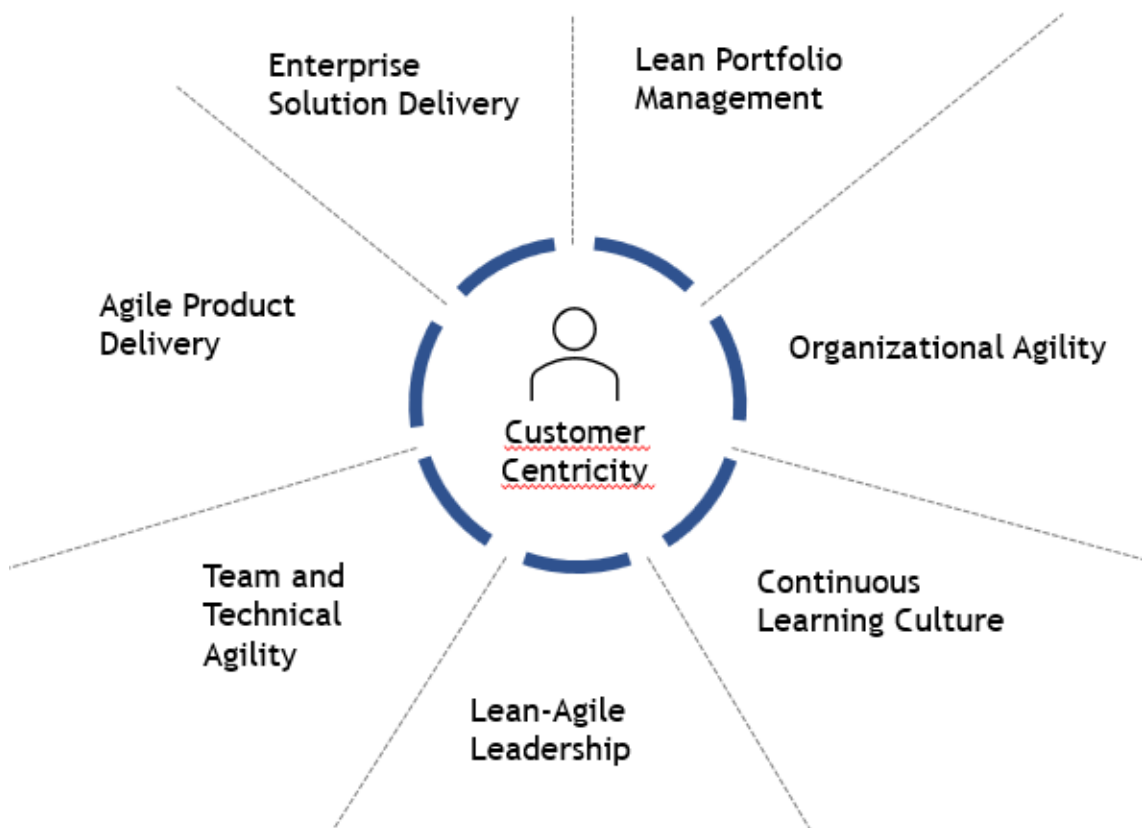 Enterprise
Solution Delivery
Lean Portfolio
Management
Agile Product
Delivery
Organizational Agility
Customer
Centricity
Team and
Technical
Agility
Continuous
Learning Culture
Lean-Agile
Leadership